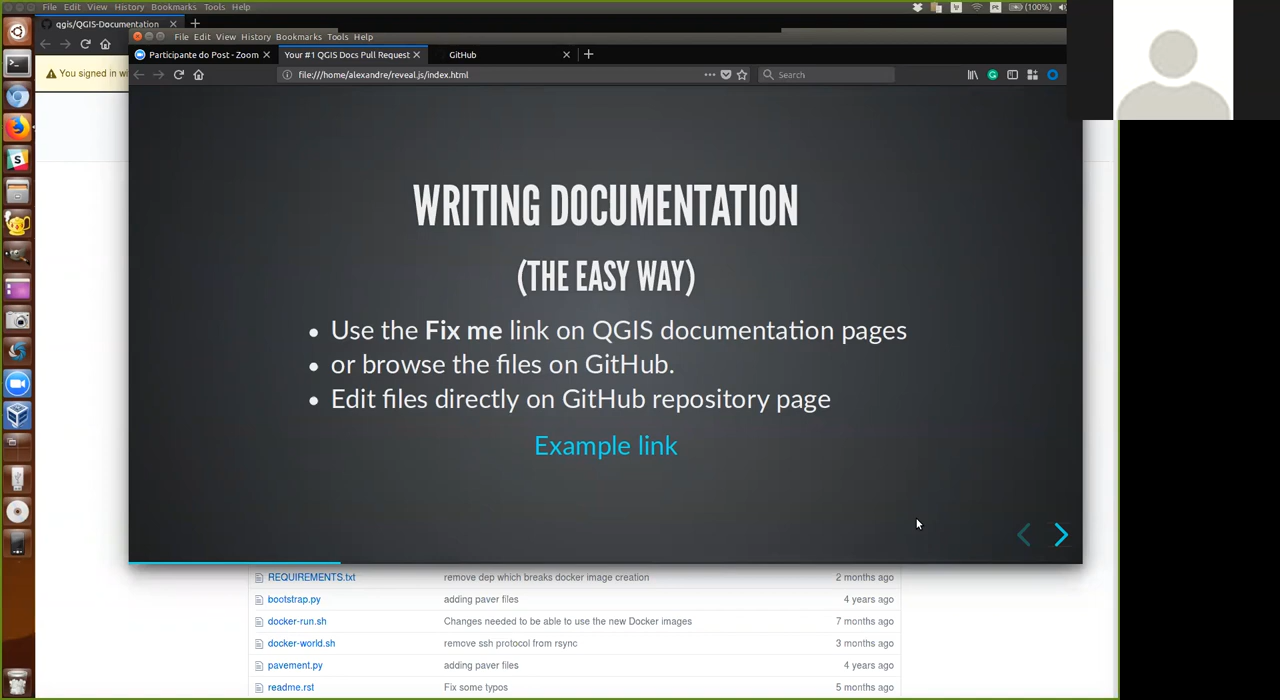 File Edit View History Bookmarks Tools Help
Pt (100%)
qgis/QGIS-Documentation
File Edit View History Bookmarks Tools Help
Participante do Post - Zoom
Your #1 QGIS Docs Pull Request
GitHub
You signed in wi
file:///home/alexandre/reveal.js/index.html
Search
WRITING DOCUMENTATION
(THE EASY WAY)
• Use the Fix me link on QGIS documentation pages
• or browse the files on GitHub.
• Edit files directly on GitHub repository page
Example link
REQUIREMENTS.txt remove dep which breaks docker image creation 2 months ago
bootstrap.py adding paver files 4 years ago
docker-run.sh Changes needed to be able to use the new Docker images 7 months ago
docker-world.sh remove ssh protocol from rsync 3 months ago
pavement.py adding paver files 4 years ago
readme.rst Fix some typos 5 months ago